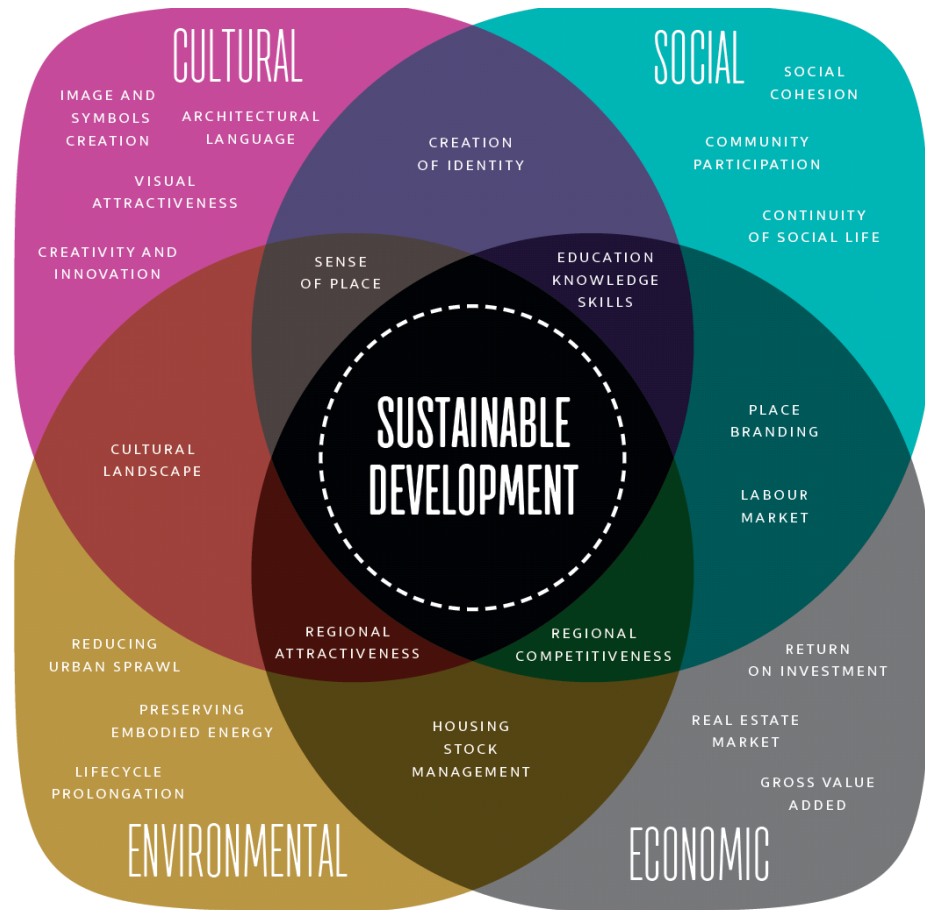 CULTURAL
IMAGE AND
SYMBOLS
CREATION
ARCHITECTURAL
LANGUAGE
VISUAL
ATTRACTIVENESS
CREATIVITY AND
INNOVATION
CREATION
OF IDENTITY
SOCIAL
SOCIAL
COHESION
COMMUNITY
PARTICIPATION
CONTINUITY
OF SOCIAL LIFE
SENSE
OF PLACE
EDUCATION
KNOWLEDGE
SKILLS
CULTURAL
LANDSCAPE
SUSTAINABLE
DEVELOPMENT
PLACE
BRANDING
LABOUR
MARKET
REGIONAL
ATTRACTIVENESS
REGIONAL
COMPETITIVENESS
REDUCING
URBAN SPRAWL
PRESERVING
EMBODIED ENERGY
LIFECYCLE
PROLONGATION
ENVIRONMENTAL
HOUSING
STOCK
MANAGEMENT
RETURN
ON INVESTMENT
REAL ESTATE
MARKET
GROSS VALUE
ADDED
ECONOMIC